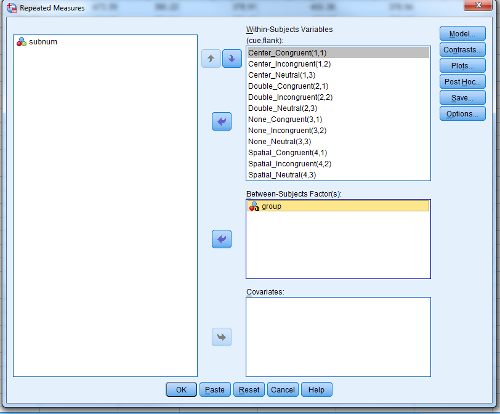 Repeated Measures
subnum
Within-Subjects Variables
(cue,flank):
Center_Congruent(1,1)
Center_Incongruent(1,2)
Center_Neutral(1,3)
Double_Congruent(2,1)
Double_Incongruent(2,2)
Double_Neutral(2,3)
None_Congruent(3,1)
None_Incongruent(3,2)
None_Neutral(3,3)
Spatial_Congruent(4,1)
Spatial_Incongruent(4,2)
Spatial_Neutral(4,3)
Model...
Contrasts...
Plots...
Post Hoc...
Save...
Options...
Between-Subjects Factor(s):
group
Covariates:
OK
Paste
Reset
Cancel
Help